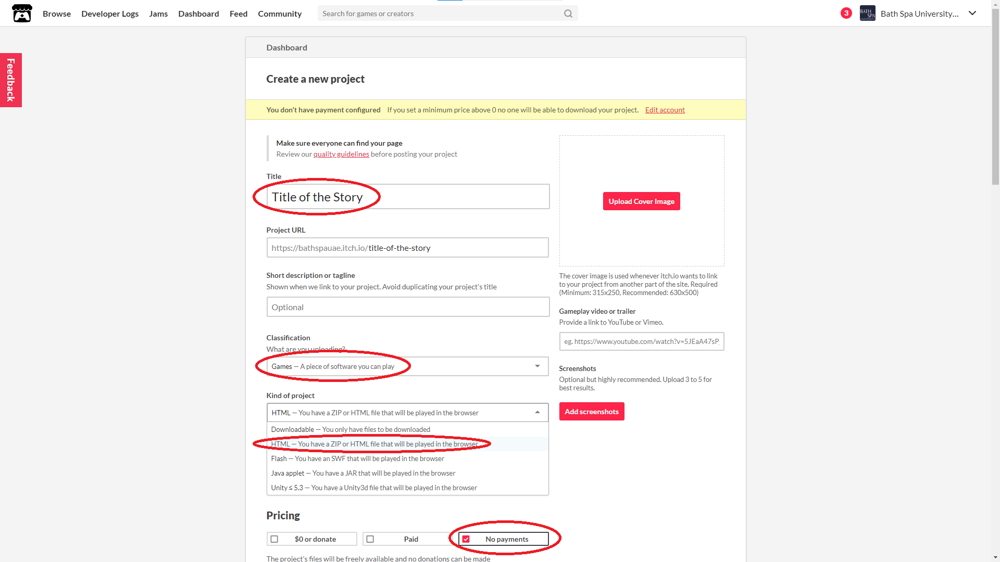 Browse Developer Logs Jams Dashboard Feed Community Search for games or creators 3 BATH SPA UNIVERSITY Bath Spa University...
Feedback
Dashboard
Create a new project
You don't have payment configured If you set a minimum price above 0 no one will be able to download your project. Edit account
Make sure everyone can find your page
Review our quality guidelines before posting your project
Title
Title of the Story
Project URL
https://bathspauae.itch.io/title-of-the-story
Short description or tagline
Shown when we link to your project. Avoid duplicating your project's title
Optional
Classification
What are you uploading?
Games — A piece of software you can play
Kind of project
HTML — You have a ZIP or HTML file that will be played in the browser
Downloadable — You only have files to be downloaded
HTML — You have a ZIP or HTML file that will be played in the browser
Flash — You have an SWF that will be played in the browser
Java applet — You have a JAR that will be played in the browser
Unity ≤ 5.3 — You have a Unity3d file that will be played in the browser
Pricing
$0 or donate Paid No payments
The project's files will be freely available and no donations can be made
Upload Cover Image
The cover image is used whenever itch.io wants to link
to your project from another part of the site. Required
(Minimum: 315x250, Recommended: 630x500)
Gameplay video or trailer
Provide a link to YouTube or Vimeo.
eg. https://www.youtube.com/watch?v=5JEaA47sP
Screenshots
Optional but highly recommended. Upload 3 to 5 for
best results.
Add screenshots